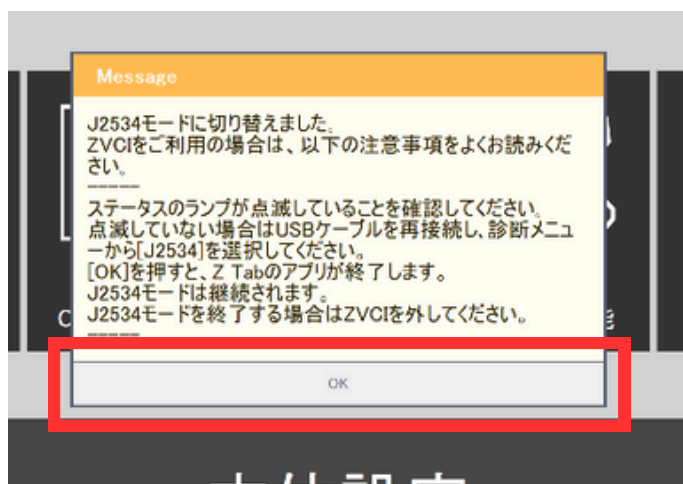 Message
J2534モードに切り替えました。
ZVCIをご利用の場合は、以下の注意事項をよくお読みくだ
さい。
-----
ステータスのランプが点滅していることを確認してください。
点滅していない場合はUSBケーブルを再接続し、診断メニュ
ーから[J2534]を選択してください。
[OK]を押すと、Z Tabのアプリが終了します。
J2534モードは継続されます。
J2534モードを終了する場合はZVCIを外してください。
-----
OK